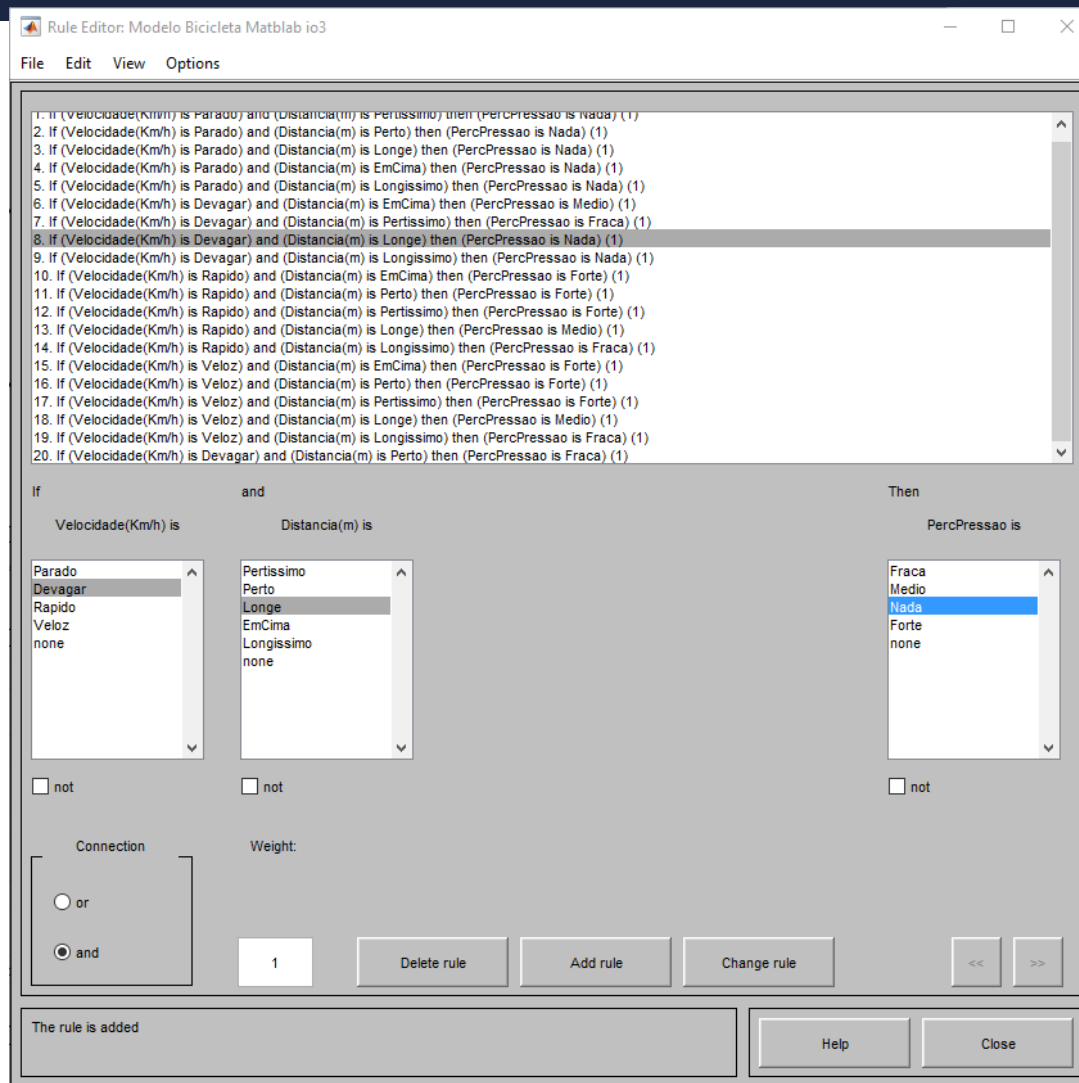 Rule Editor: Modelo Bicicleta Matblab io3
File Edit View Options
1. If (Velocidade(Km/h) is Parado) and (Distancia(m) is Pertissimo) then (PercPressao is Nada) (1)
2. If (Velocidade(Km/h) is Parado) and (Distancia(m) is Perto) then (PercPressao is Nada) (1)
3. If (Velocidade(Km/h) is Parado) and (Distancia(m) is Longe) then (PercPressao is Nada) (1)
4. If (Velocidade(Km/h) is Parado) and (Distancia(m) is EmCima) then (PercPressao is Nada) (1)
5. If (Velocidade(Km/h) is Parado) and (Distancia(m) is Longissimo) then (PercPressao is Nada) (1)
6. If (Velocidade(Km/h) is Devagar) and (Distancia(m) is EmCima) then (PercPressao is Medio) (1)
7. If (Velocidade(Km/h) is Devagar) and (Distancia(m) is Pertissimo) then (PercPressao is Fraca) (1)
8. If (Velocidade(Km/h) is Devagar) and (Distancia(m) is Longe) then (PercPressao is Nada) (1)
9. If (Velocidade(Km/h) is Devagar) and (Distancia(m) is Longissimo) then (PercPressao is Nada) (1)
10. If (Velocidade(Km/h) is Rapido) and (Distancia(m) is EmCima) then (PercPressao is Forte) (1)
11. If (Velocidade(Km/h) is Rapido) and (Distancia(m) is Perto) then (PercPressao is Forte) (1)
12. If (Velocidade(Km/h) is Rapido) and (Distancia(m) is Pertissimo) then (PercPressao is Forte) (1)
13. If (Velocidade(Km/h) is Rapido) and (Distancia(m) is Longe) then (PercPressao is Medio) (1)
14. If (Velocidade(Km/h) is Rapido) and (Distancia(m) is Longissimo) then (PercPressao is Fraca) (1)
15. If (Velocidade(Km/h) is Veloz) and (Distancia(m) is EmCima) then (PercPressao is Forte) (1)
16. If (Velocidade(Km/h) is Veloz) and (Distancia(m) is Perto) then (PercPressao is Forte) (1)
17. If (Velocidade(Km/h) is Veloz) and (Distancia(m) is Pertissimo) then (PercPressao is Forte) (1)
18. If (Velocidade(Km/h) is Veloz) and (Distancia(m) is Longe) then (PercPressao is Medio) (1)
19. If (Velocidade(Km/h) is Veloz) and (Distancia(m) is Longissimo) then (PercPressao is Fraca) (1)
20. If (Velocidade(Km/h) is Devagar) and (Distancia(m) is Perto) then (PercPressao is Fraca) (1)
If and Then
Velocidade(Km/h) is Distancia(m) is PercPressao is
Parado Pertissimo Fraca
Devagar Perto Medio
Rapido Longe Nada
Veloz EmCima Forte
none Longissimo none
none
not not not
Connection Weight:
or
and 1 Delete rule Add rule Change rule << >>
The rule is added
Help Close